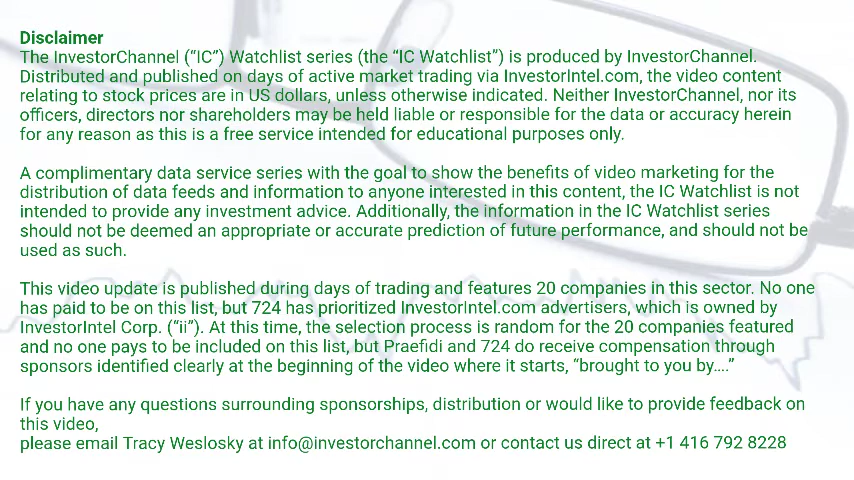 Disclaimer
The InvestorChannel (“IC”) Watchlist series (the “IC Watchlist”) is produced by InvestorChannel.
Distributed and published on days of active market trading via InvestorIntel.com, the video content
relating to stock prices are in US dollars, unless otherwise indicated. Neither InvestorChannel, nor its
officers, directors nor shareholders may be held liable or responsible for the data or accuracy herein
for any reason as this is a free service intended for educational purposes only.
A complimentary data service series with the goal to show the benefits of video marketing for the
distribution of data feeds and information to anyone interested in this content, the IC Watchlist is not
intended to provide any investment advice. Additionally, the information in the IC Watchlist series
should not be deemed an appropriate or accurate prediction of future performance, and should not be
used as such.
This video update is published during days of trading and features 20 companies in this sector. No one
has paid to be on this list, but 724 has prioritized InvestorIntel.com advertisers, which is owned by
InvestorIntel Corp. (“ii”). At this time, the selection process is random for the 20 companies featured
and no one pays to be included on this list, but Praefidi and 724 do receive compensation through
sponsors identified clearly at the beginning of the video where it starts, “brought to you by....”
If you have any questions surrounding sponsorships, distribution or would like to provide feedback on
this video,
please email Tracy Weslosky at info@investorchannel.com or contact us direct at +1 416 792 8228